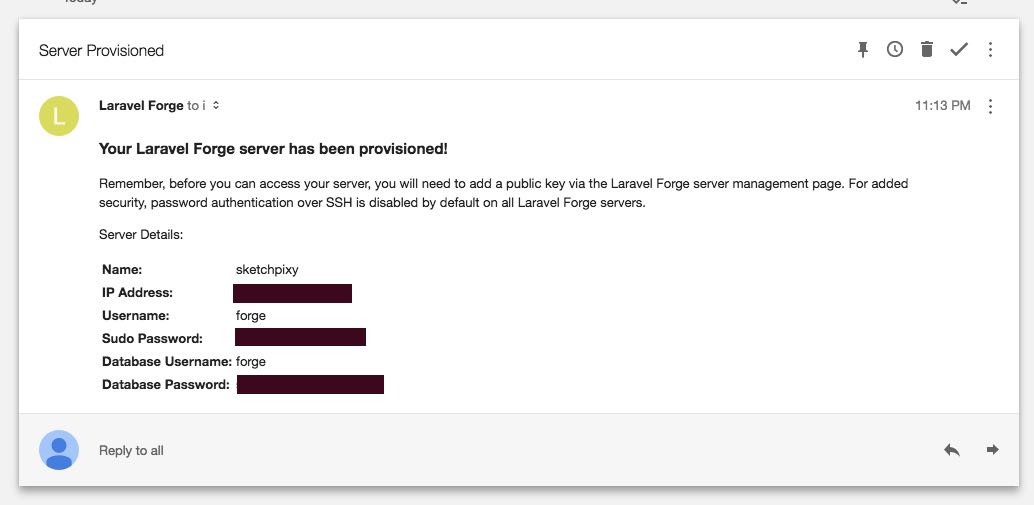 Today
Server Provisioned
L
Laravel Forge to i
11:13 PM
Your Laravel Forge server has been provisioned!
Remember, before you can access your server, you will need to add a public key via the Laravel Forge server management page. For added
security, password authentication over SSH is disabled by default on all Laravel Forge servers.
Server Details:
Name: sketchpixy
IP Address:
Username: forge
Sudo Password:
Database Username: forge
Database Password:
Reply to all